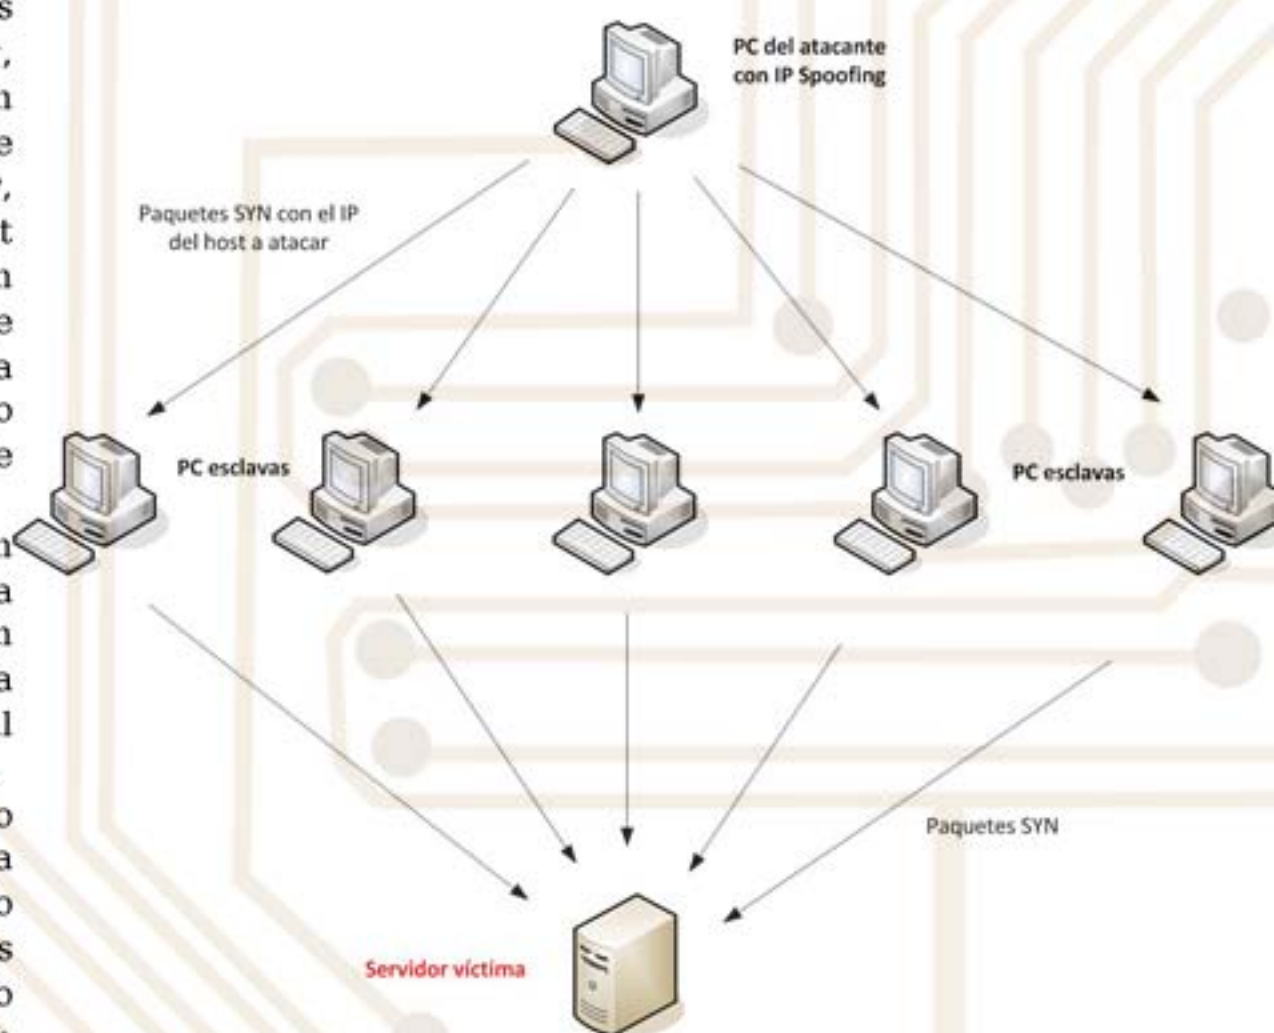 PC del atacante
con IP Spoofing
Paquetes SYN con el IP
del host a atacar
PC esclavas
PC esclavas
Paquetes SYN
Servidor víctima